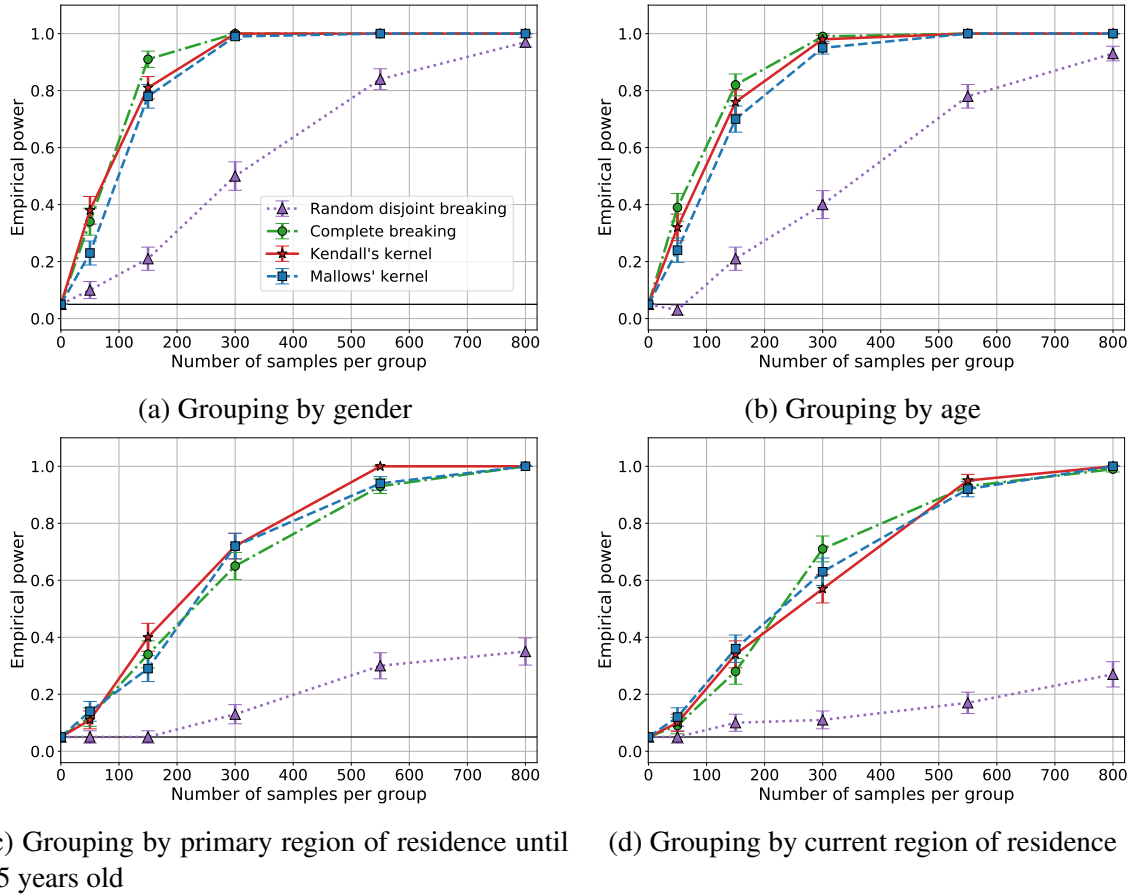 1.0
0.8
0.6
0.4
0.2
0.0
Empirical power
0 100 200 300 400 500 600 700 800
Number of samples per group
Random disjoint breaking
Complete breaking
Kendall's kernel
Mallows' kernel
(a) Grouping by gender
1.0
0.8
0.6
0.4
0.2
0.0
Empirical power
0 100 200 300 400 500 600 700 800
Number of samples per group
(b) Grouping by age
1.0
0.8
0.6
0.4
0.2
0.0
Empirical power
0 100 200 300 400 500 600 700 800
Number of samples per group
) Grouping by primary region of residence until
5 years old
1.0
0.8
0.6
0.4
0.2
0.0
Empirical power
0 100 200 300 400 500 600 700 800
Number of samples per group
(d) Grouping by current region of residence